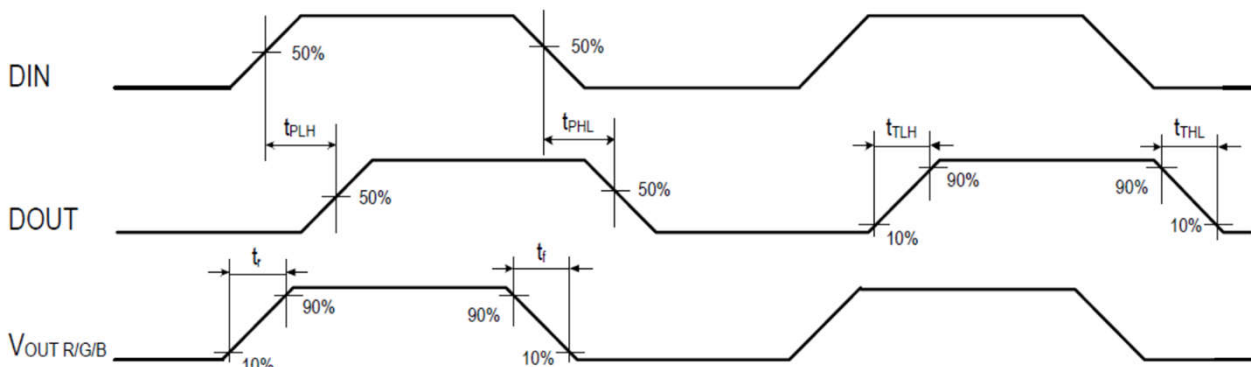 DIN
50%
50%
tPLH
tPHL
tTLH
tTHL
DOUT
50%
50%
90%
10%
90%
10%
tr
tf
VOUT R/G/B
10%
90%
90%
10%